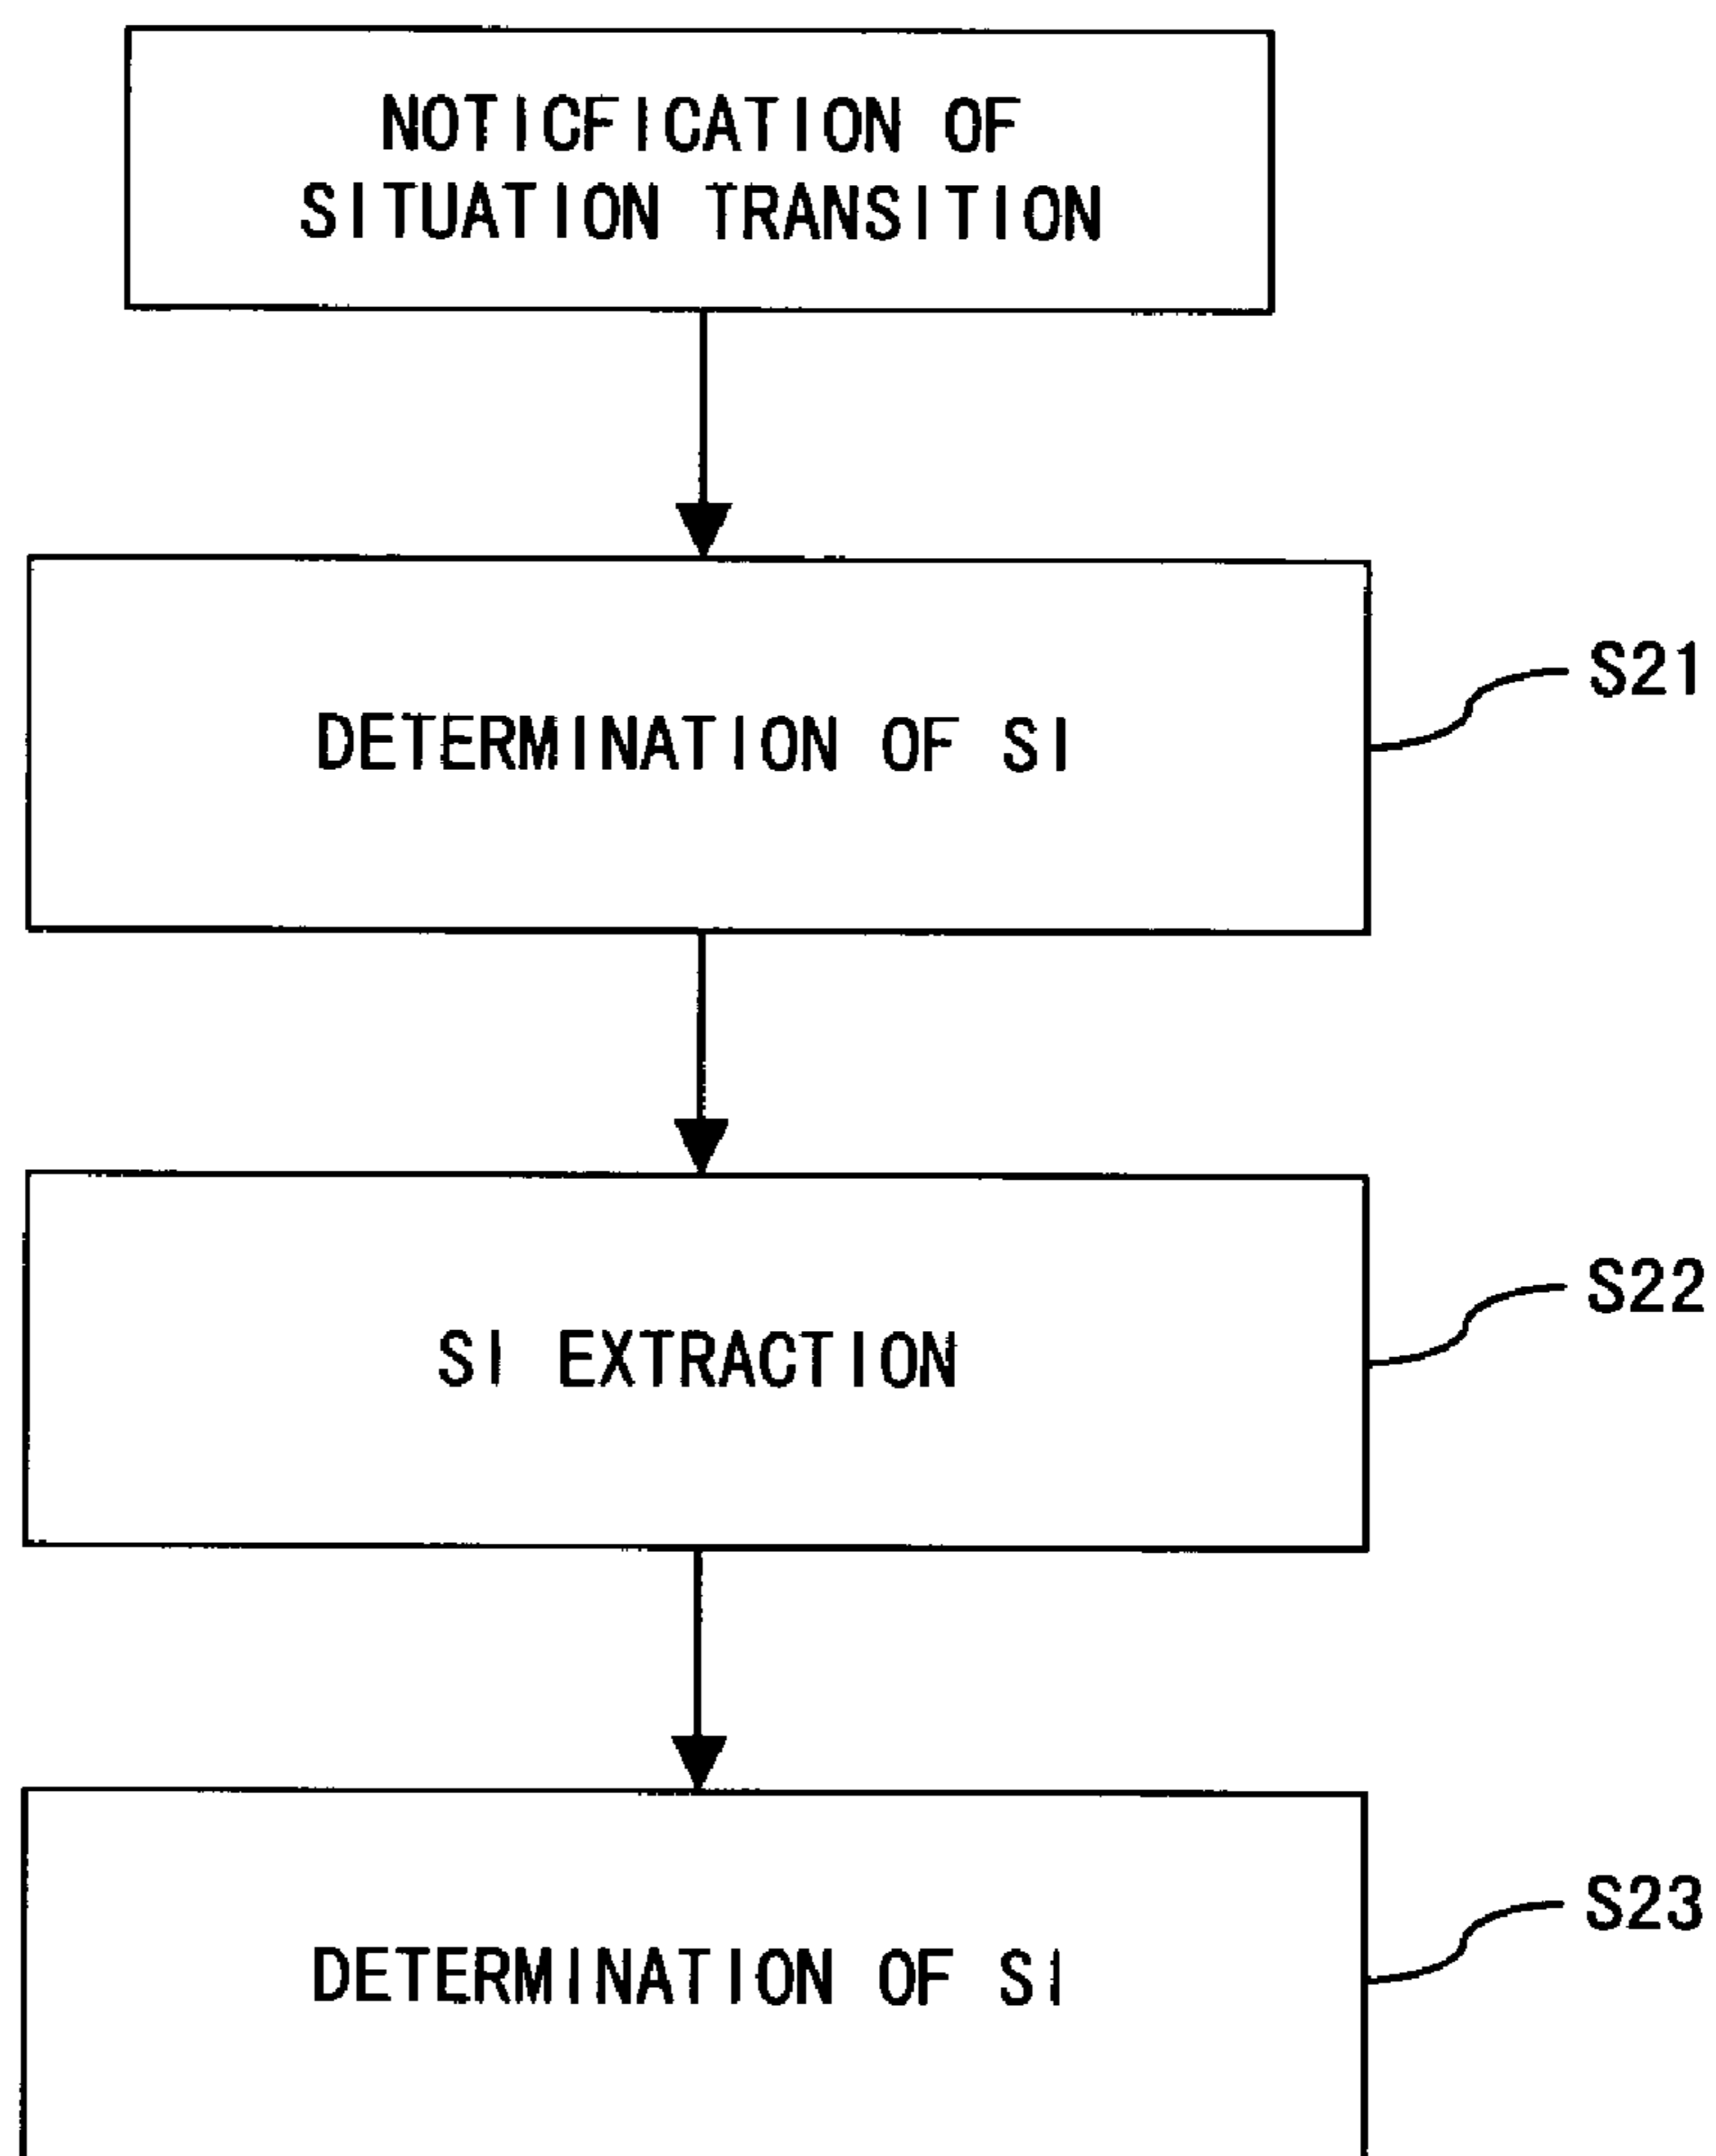 NOTICFICATION OF
SITUATION TRANSITION
S21
DETERMINATION OF SI
S22
SI EXTRACTION
S23
DETERMINATION OF SI